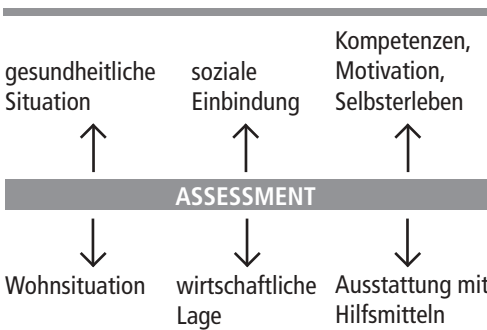 gesundheitliche
Situation
soziale
Einbindung
Kompetenzen,
Motivation,
Selbsterleben
ASSESSMENT
Wohnsituation
wirtschaftliche
Lage
Ausstattung mit
Hilfsmitteln